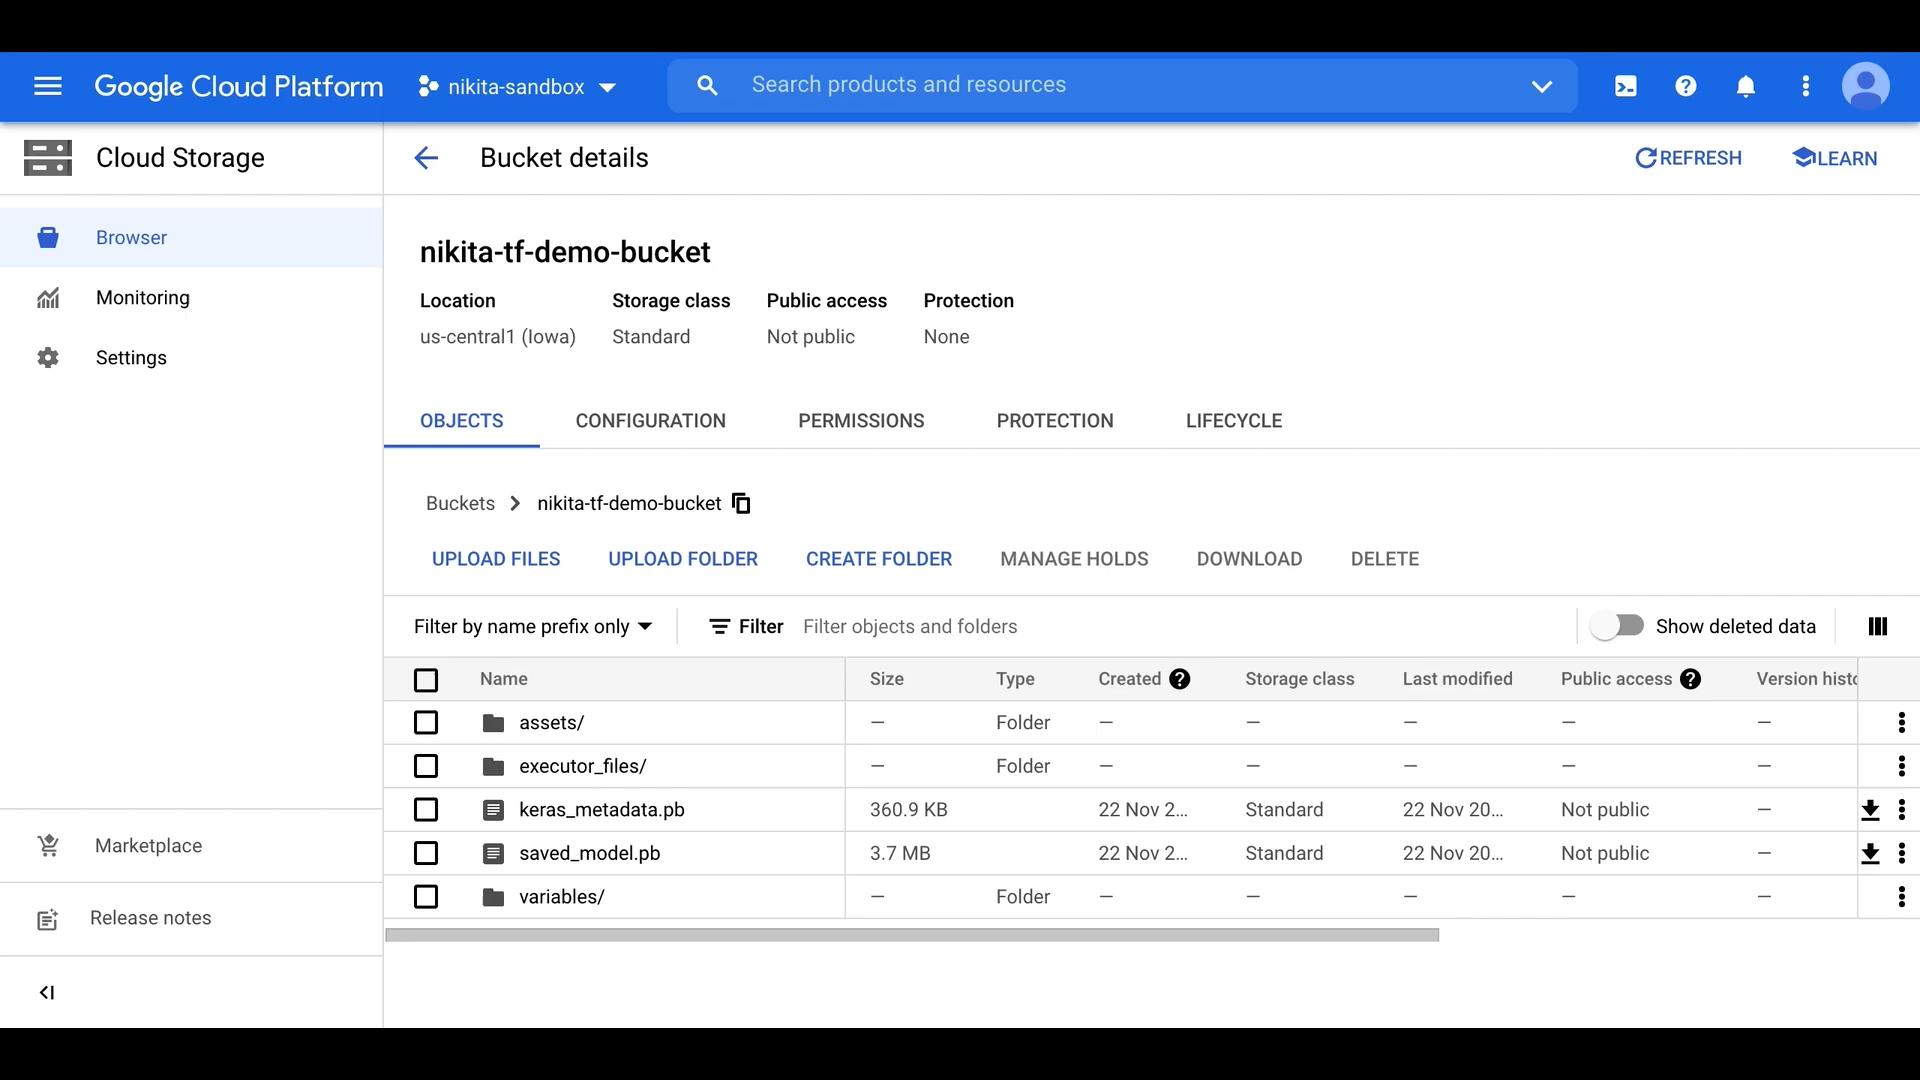 Google Cloud Platform nikita-sandbox Search products and resources
Cloud Storage
Bucket details
REFRESH LEARN
Browser
Monitoring
Settings
Marketplace
Release notes
nikita-tf-demo-bucket
Location Storage class Public access Protection
us-central1 (Iowa) Standard Not public None
OBJECTS CONFIGURATION PERMISSIONS PROTECTION LIFECYCLE
Buckets nikita-tf-demo-bucket
UPLOAD FILES UPLOAD FOLDER CREATE FOLDER MANAGE HOLDS DOWNLOAD DELETE
Filter by name prefix only Filter Filter objects and folders Show deleted data
Name Size Type Created Storage class Last modified Public access Version histo
assets/ — Folder — — — — —
executor_files/ — Folder — — — — —
keras_metadata.pb 360.9 KB 22 Nov 2... Standard 22 Nov 20... Not public —
saved_model.pb 3.7 MB 22 Nov 2... Standard 22 Nov 20... Not public —
variables/ — Folder — — — — —